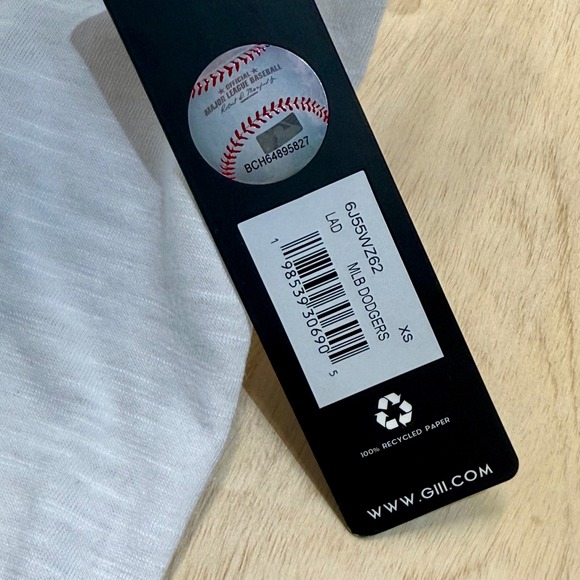 OFFICIAL
MAJOR LEAGUE BASEBALL
BCH64895827
6J55WZ62
LAD
MLB DODGERS
XS
1 98539 30690 5
100% RECYCLED PAPER
WWW.GIII.COM